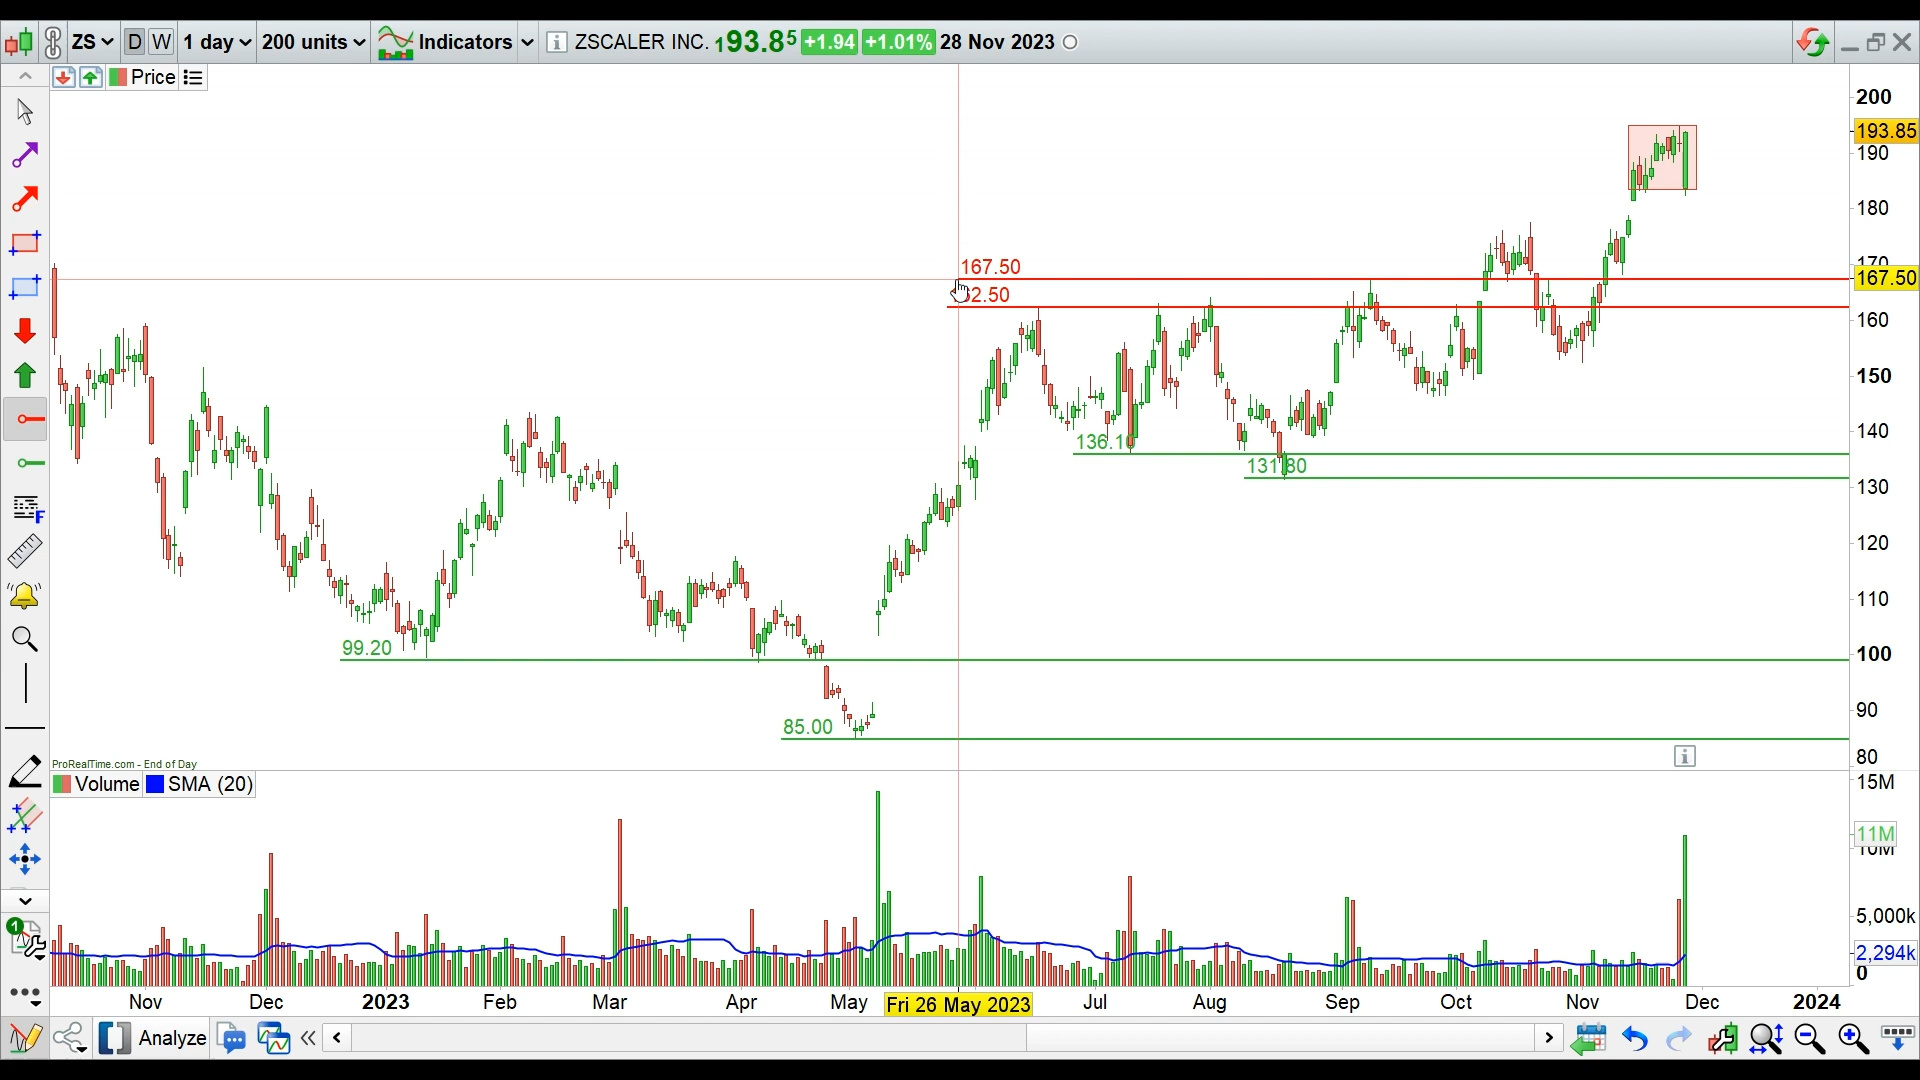 ZS D W 1 day 200 units Indicators ZSCALER INC. 193.85 +1.94 +1.01% 28 Nov 2023
Price
200
193.85
190
180
170
167.50
167.50
160
150
136.10
140
131.80
130
120
110
99.20
100
90
85.00
80
ProRealTime.com - End of Day
Volume SMA (20)
15M
11M
10M
5,000k
2,294k
0
Nov Dec 2023 Feb Mar Apr May Fri 26 May 2023 Jul Aug Sep Oct Nov Dec 2024
1
F
Analyze